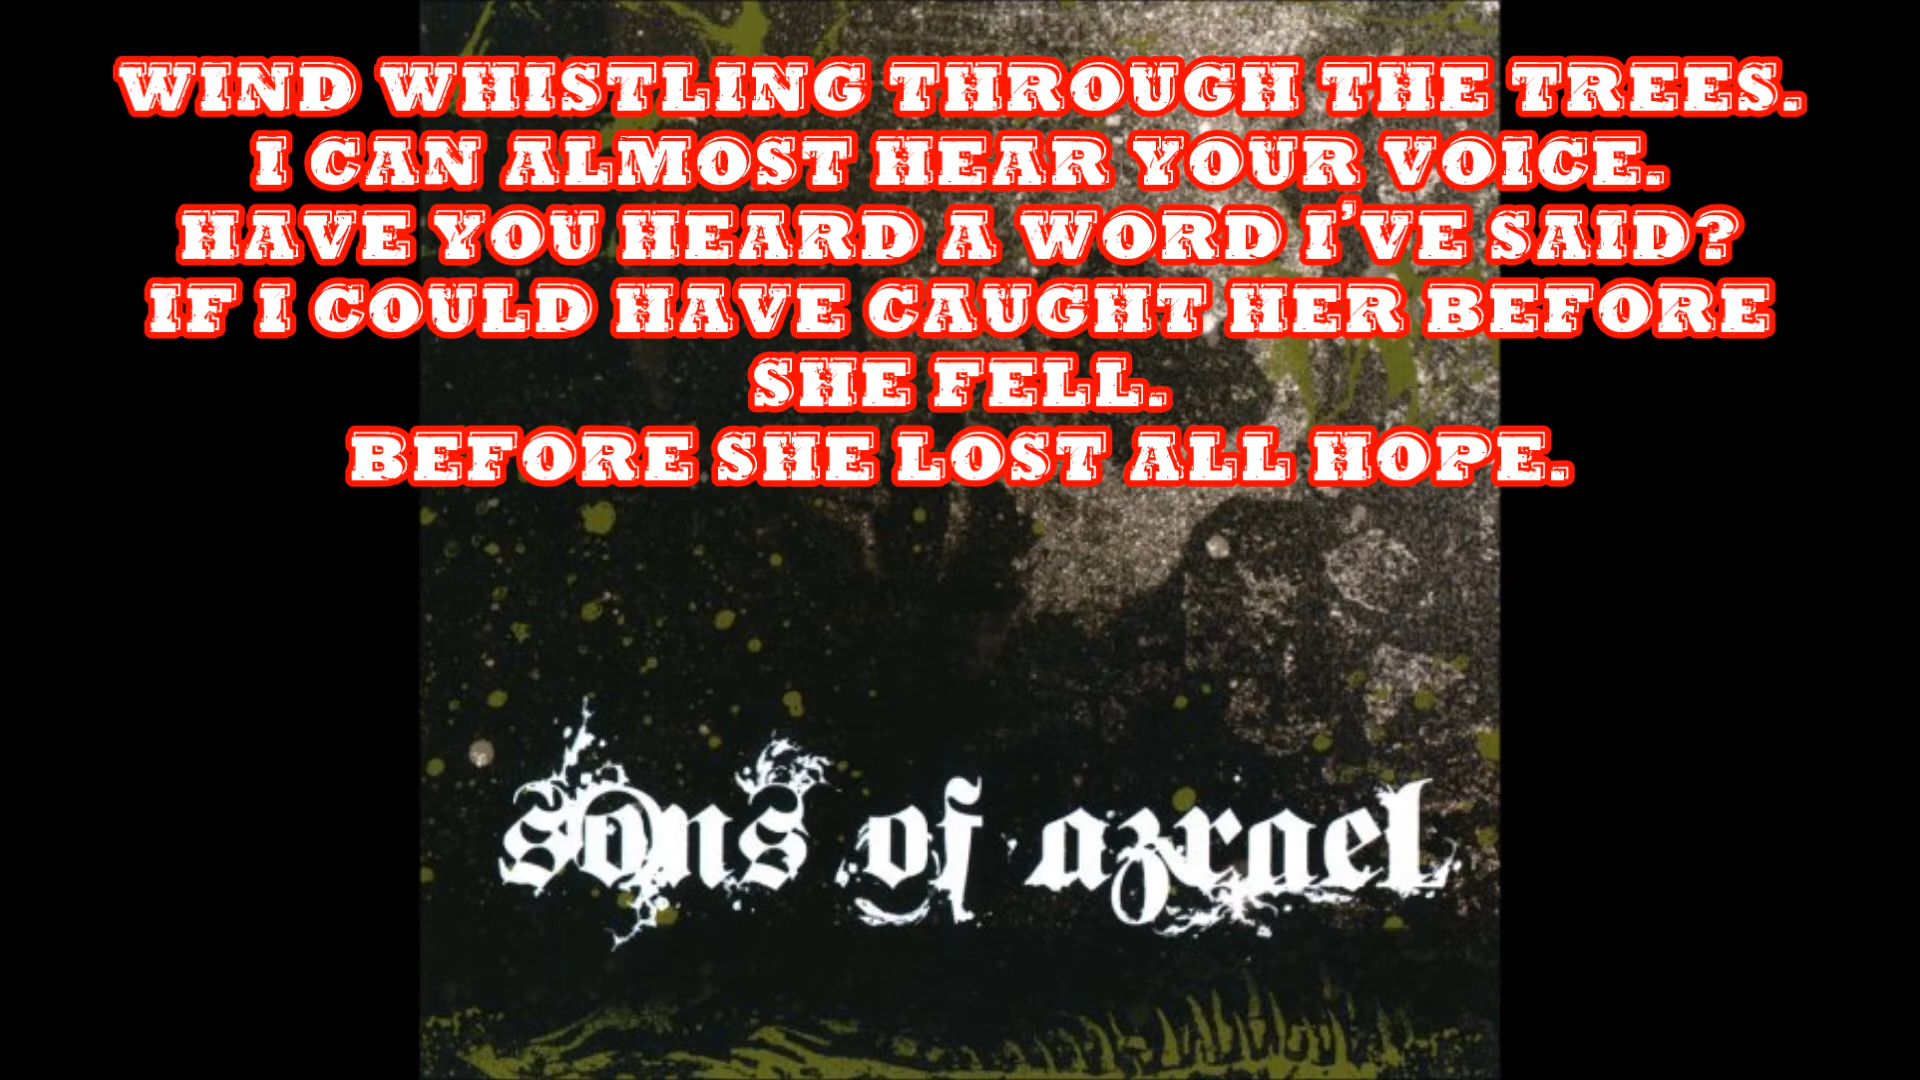 WIND WHISTLING THROUGH THE TREES.
I CAN ALMOST HEAR YOUR VOICE.
HAVE YOU HEARD A WORD I'VE SAID?
IF I COULD HAVE CAUGHT HER BEFORE
SHE FELL.
BEFORE SHE LOST ALL HOPE.
sons of azrael